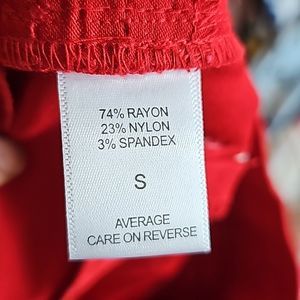 74% RAYON
23% NYLON
3% SPANDEX
S
AVERAGE
CARE ON REVERSE